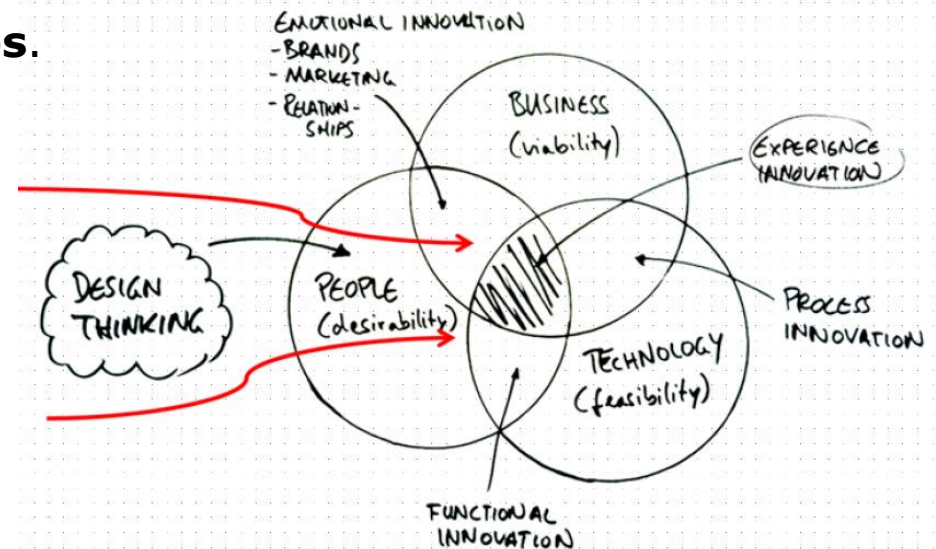 s.
EMOTIONAL INNOVATION
- BRANDS
- MARKETING
- RELATION-
SHIPS
BUSINESS
(viability)
EXPERIENCE
INNOVATION
DESIGN
THINKING
PEOPLE
(desirability)
PROCESS
INNOVATION
TECHNOLOGY
(feasibility)
FUNCTIONAL
INNOVATION